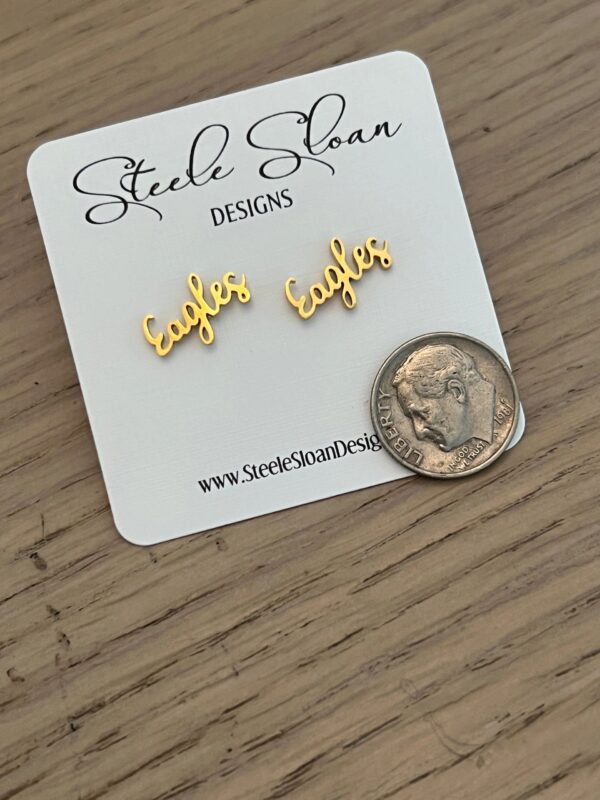 Steele Sloan
DESIGNS
Eagles Eagles
www.SteeleSloanDesig
LIBERTY
IN GOD
WE TRUST